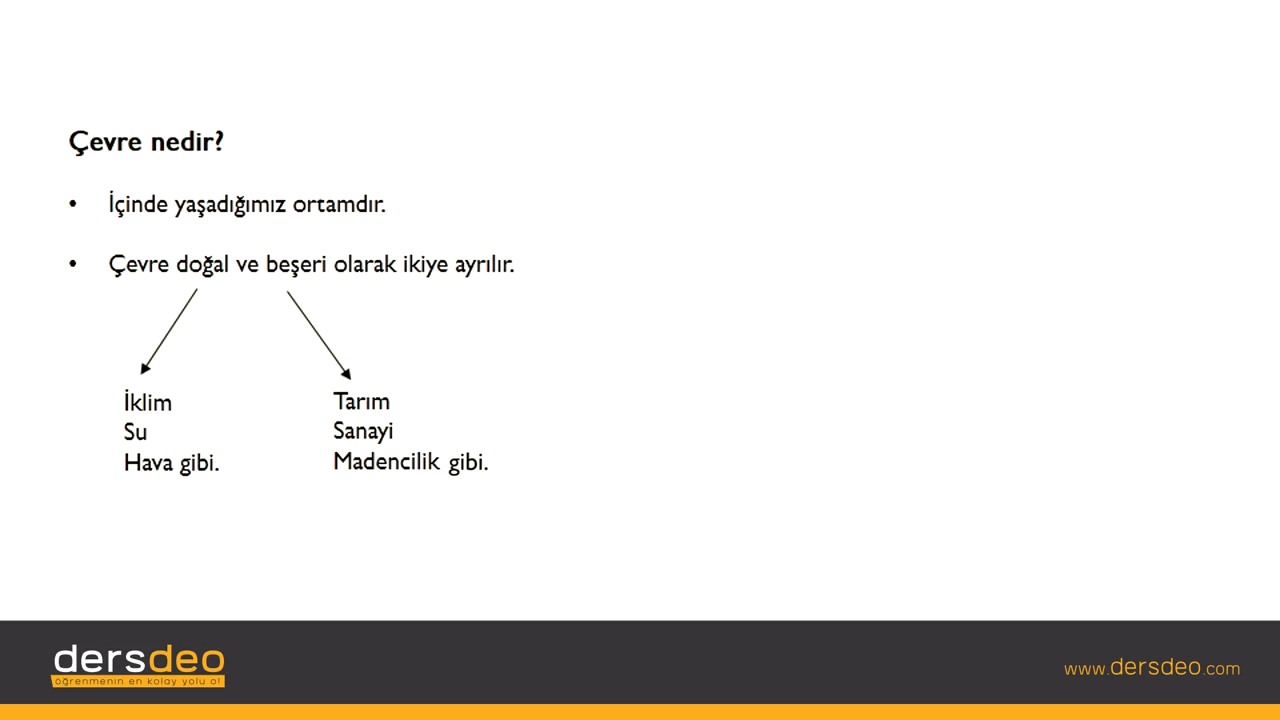 Çevre nedir?
• İçinde yaşadığımız ortamdır.
• Çevre doğal ve beşeri olarak ikiye ayrılır.
İklim
Su
Hava gibi.
Tarım
Sanayi
Madencilik gibi.
dersdeo
öğrenmenin en kolay yolu o!
www.dersdeo.com